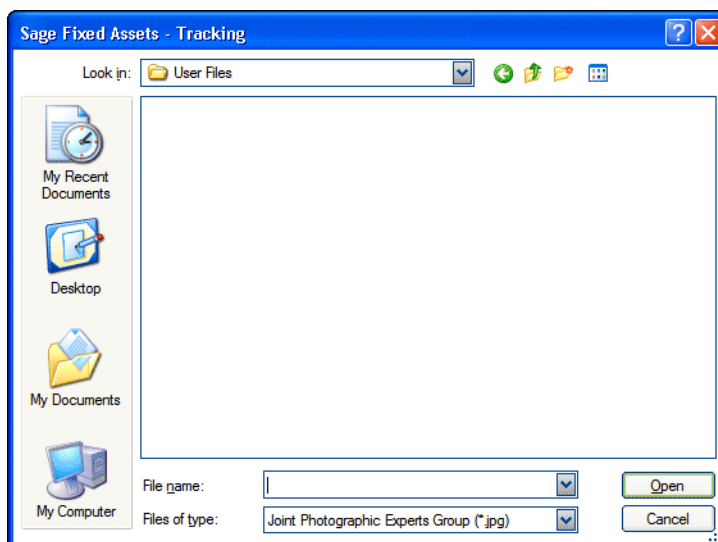 Sage Fixed Assets - Tracking
Look in: User Files
My Recent
Documents
Desktop
My Documents
My Computer
File name:
Open
Files of type: Joint Photographic Experts Group (*.jpg)
Cancel